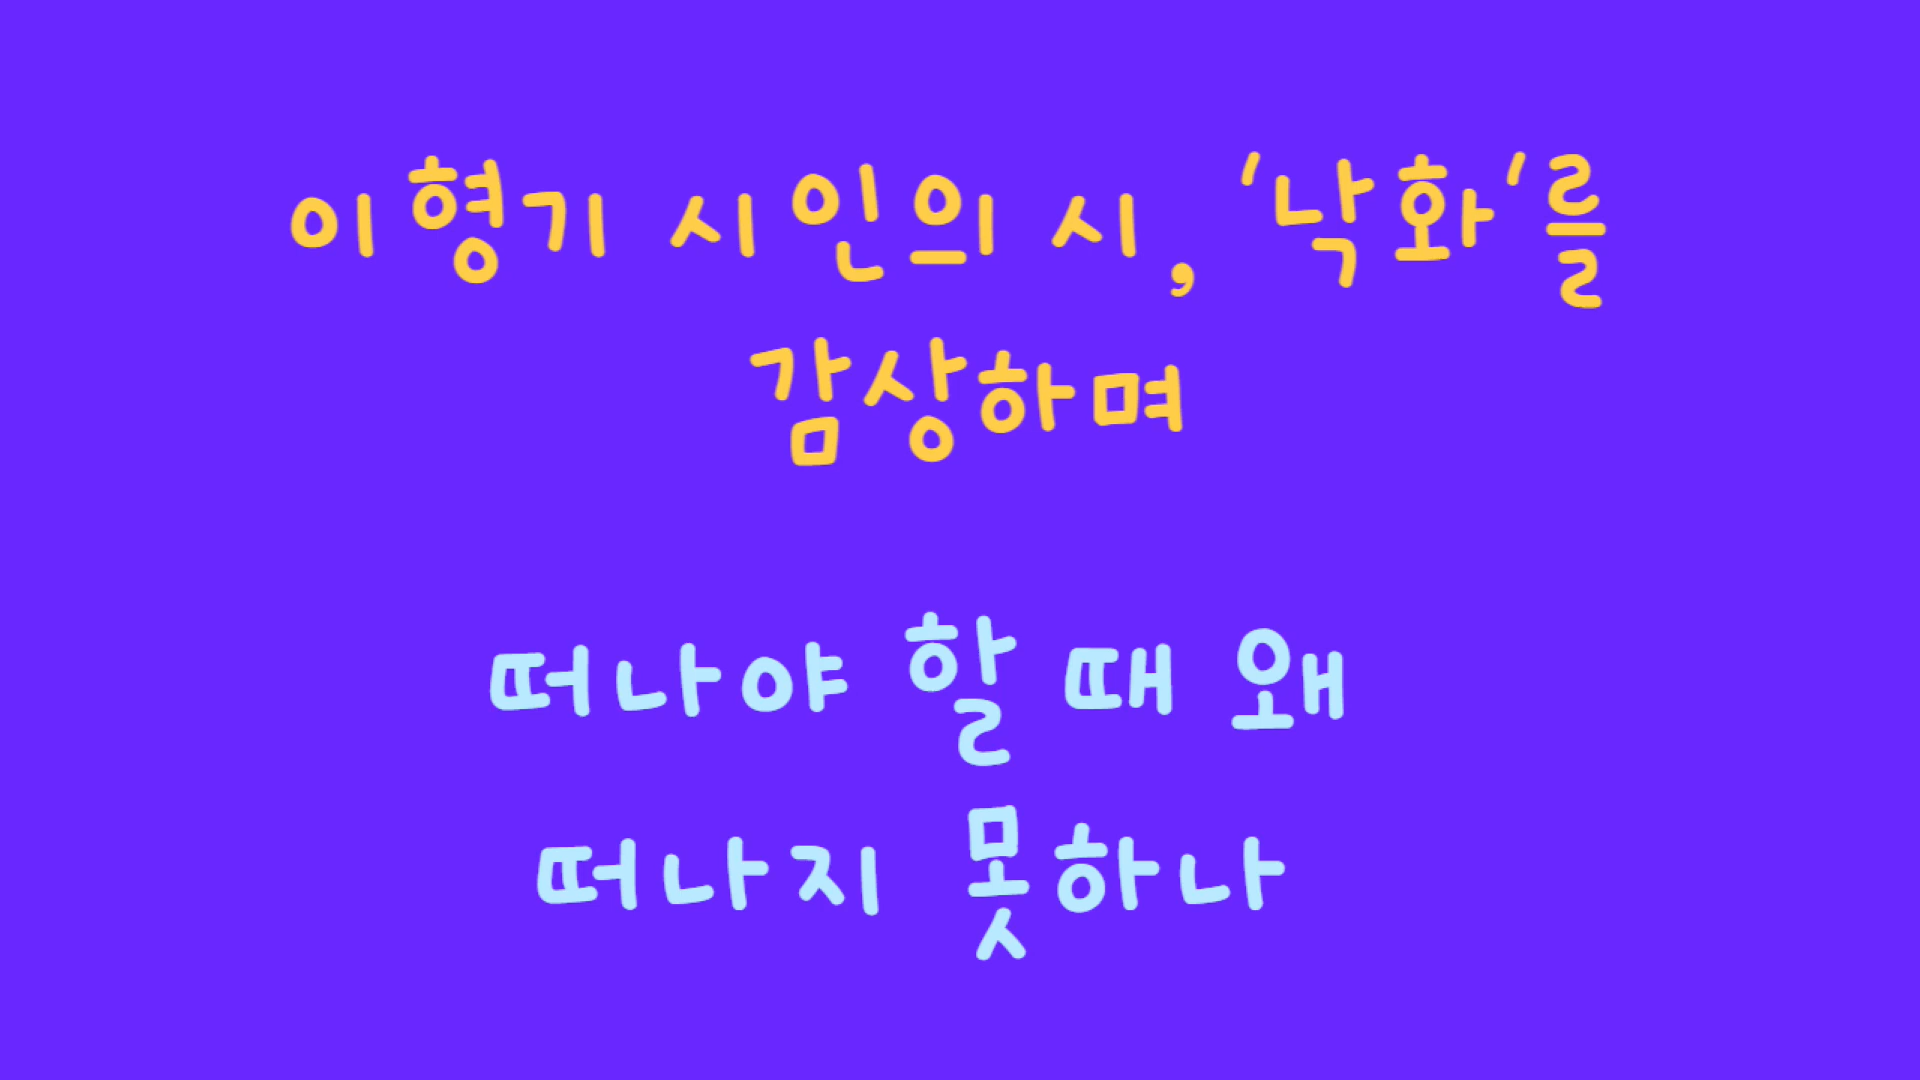 이형기 시인의 시, '낙화'를
감상하며
떠나야 할 때 왜
떠나지 못하나